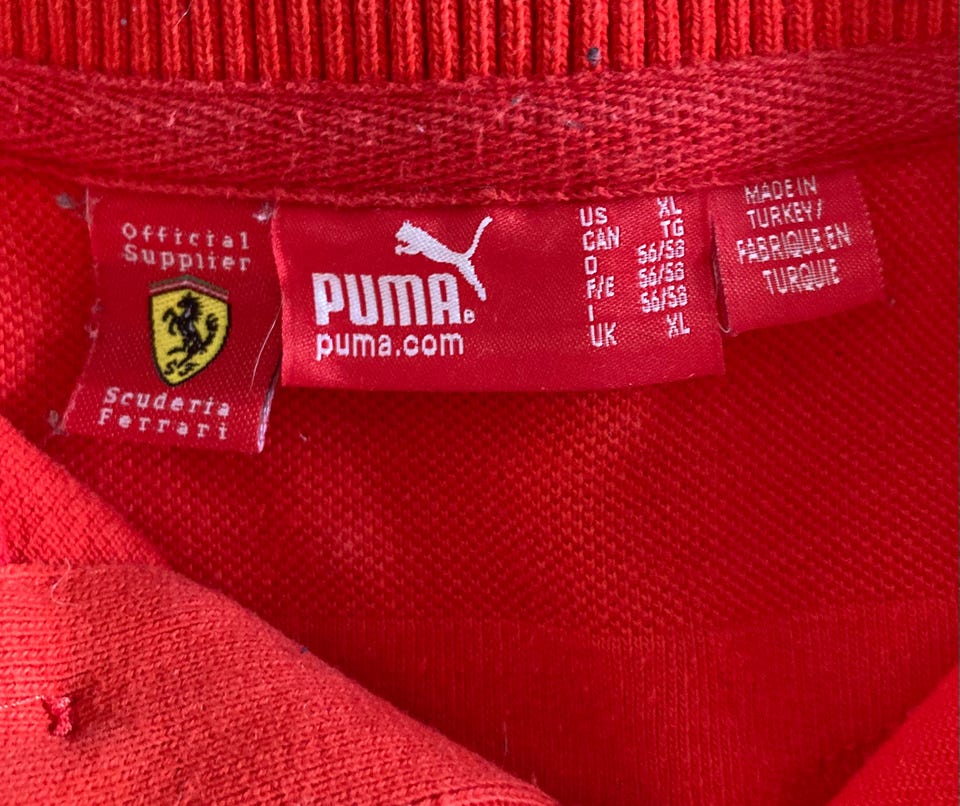 Official
Supplier
S F
Scuderia
Ferrari
PUMA®
puma.com
US XL
CAN TG
D 56/58
F/E 56/58
I 56/58
UK XL
MADE IN
TURKEY/
FABRIQUE EN
TURQUIE